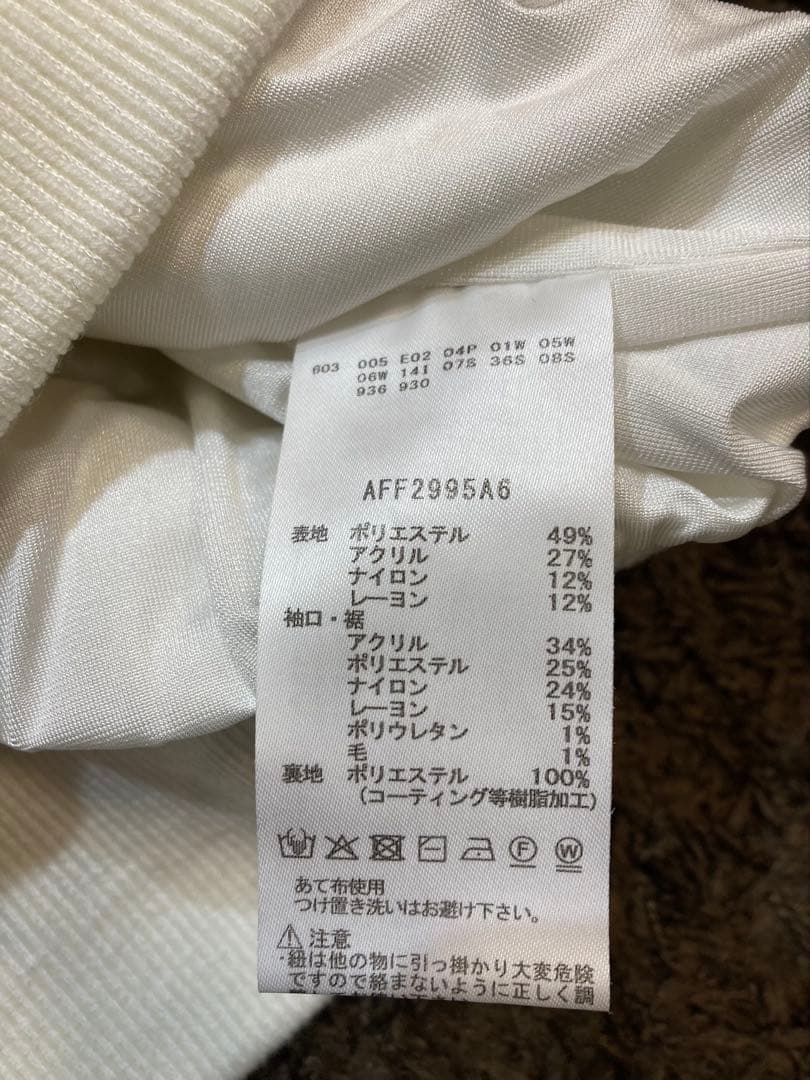 603 005 E02 04P 01W 05W
06W 14I 07S 36S 08S
936 930
AFF2995A6
表地 ポリエステル 49%
アクリル 27%
ナイロン 12%
レーヨン 12%
袖口・裾
アクリル 34%
ポリエステル 25%
ナイロン 24%
レーヨン 15%
ポリウレタン 1%
毛 1%
裏地 ポリエステル 100%
(コーティング等樹脂加工)
F W
あて布使用
つけ置き洗いはお避け下さい。
注意
・紐は他の物に引っ掛かり大変危険
ですので絡まないように正しく調